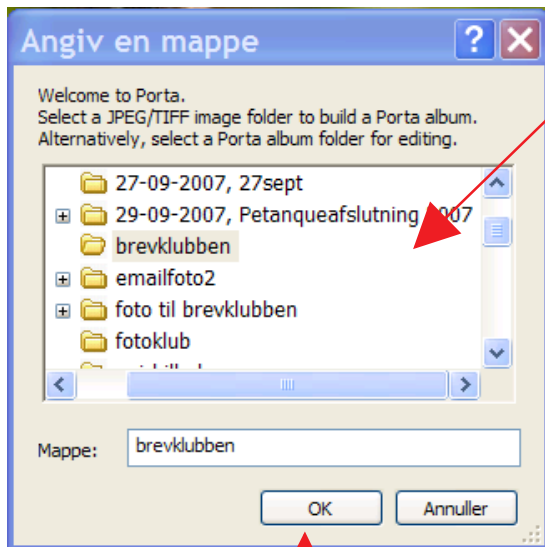 Angiv en mappe
Welcome to Porta.
Select a JPEG/TIFF image folder to build a Porta album.
Alternatively, select a Porta album folder for editing.
27-09-2007, 27sept
29-09-2007, Petanqueafslutning 2007
brevklubben
emailfoto2
foto til brevklubben
fotoklub
Mappe:
brevklubben
OK
Annuller